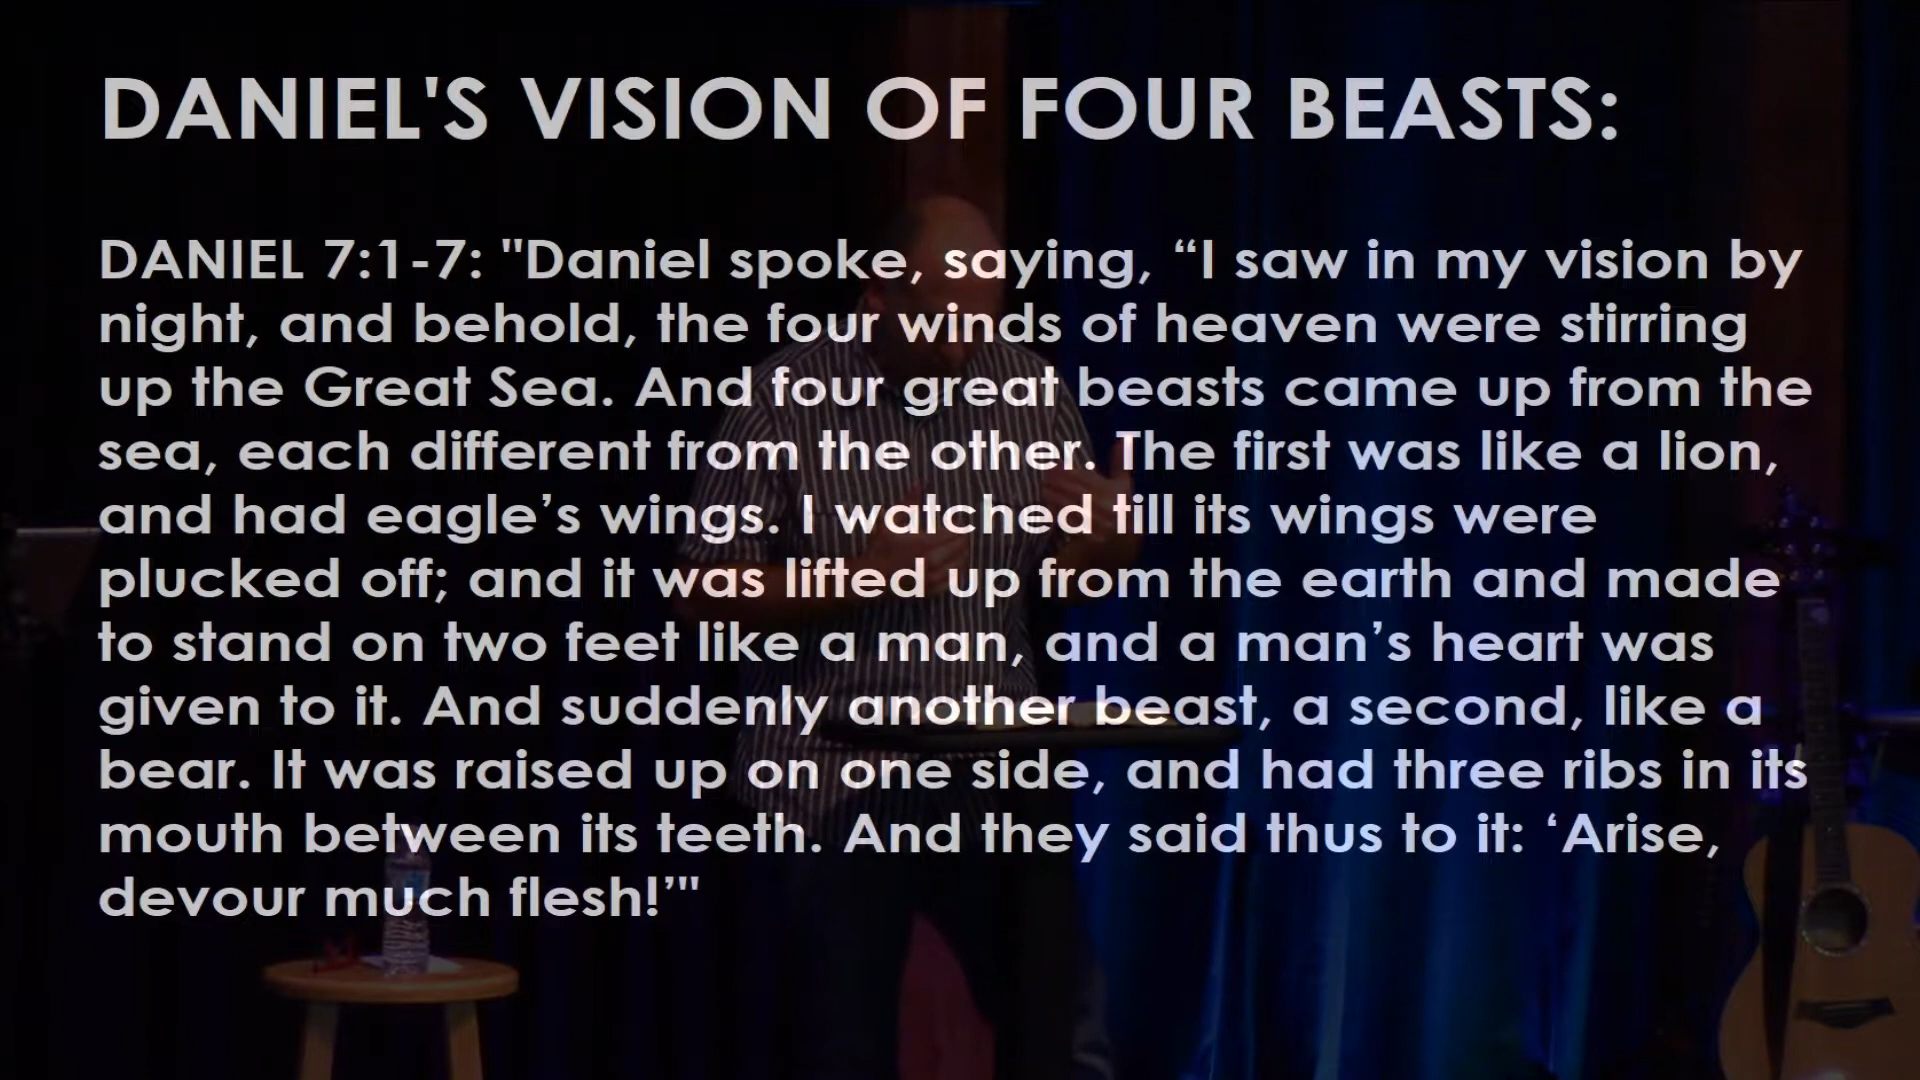 DANIEL'S VISION OF FOUR BEASTS:
DANIEL 7:1-7: "Daniel spoke, saying, “I saw in my vision by
night, and behold, the four winds of heaven were stirring
up the Great Sea. And four great beasts came up from the
sea, each different from the other. The first was like a lion,
and had eagle’s wings. I watched till its wings were
plucked off; and it was lifted up from the earth and made
to stand on two feet like a man, and a man’s heart was
given to it. And suddenly another beast, a second, like a
bear. It was raised up on one side, and had three ribs in its
mouth between its teeth. And they said thus to it: ‘Arise,
devour much flesh!’"